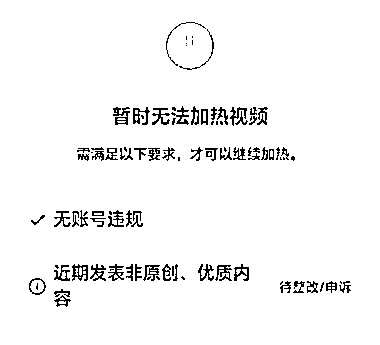 暂时无法加热视频
需满足以下要求，才可以继续加热。
无账号违规
近期发表非原创、优质内
容
待整改/申诉